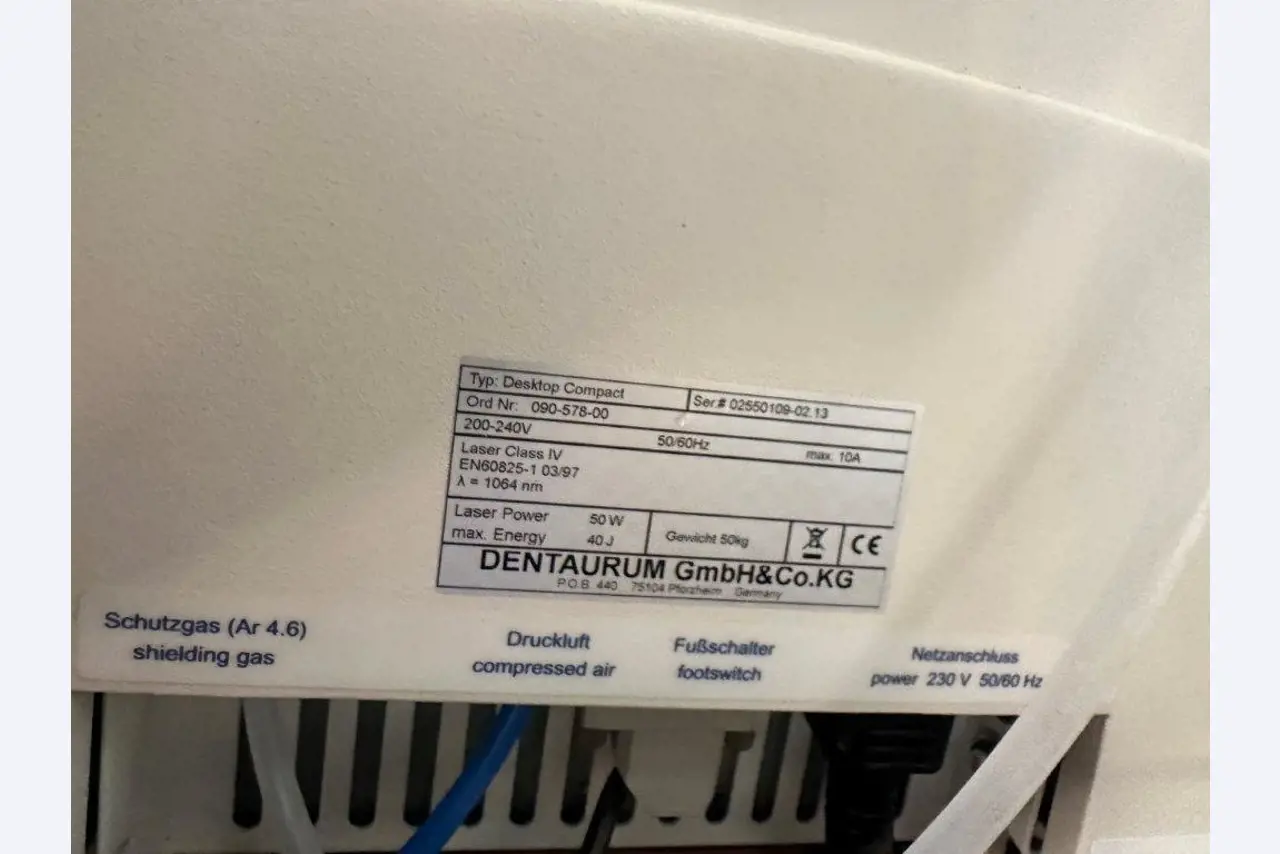 Typ: Desktop Compact
Ser.# 02550109-02.13
Ord Nr: 090-578-00
200-240V 50/60Hz max. 10A
Laser Class IV
EN60825-1 03/97
λ = 1064 nm
Laser Power 50 W
max. Energy 40 J
Gewicht 50kg
CE
DENTAURUM GmbH&Co.KG
P.O.B. 440 75104 Pforzheim Germany
Schutzgas (Ar 4.6)
shielding gas
Druckluft
compressed air
Fußschalter
footswitch
Netzanschluss
power 230 V 50/60 Hz